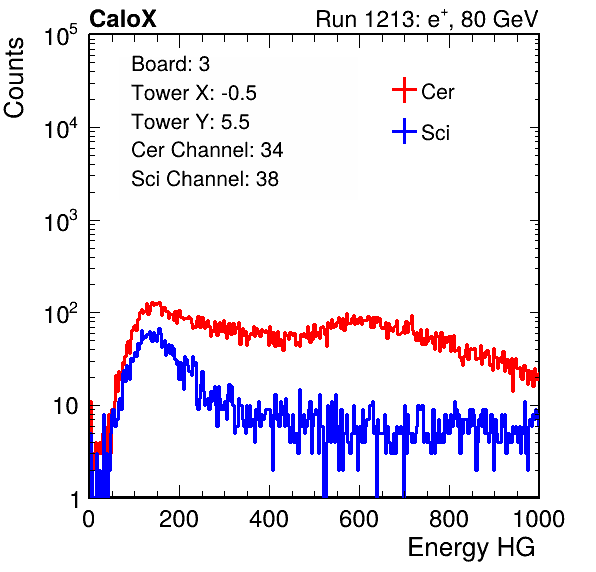 CaloX Run 1213: e⁺, 80 GeV
Counts
10⁵
10⁴
10³
10²
10
1
Board: 3
Tower X: -0.5
Tower Y: 5.5
Cer Channel: 34
Sci Channel: 38
Cer
Sci
0 200 400 600 800 1000
Energy HG